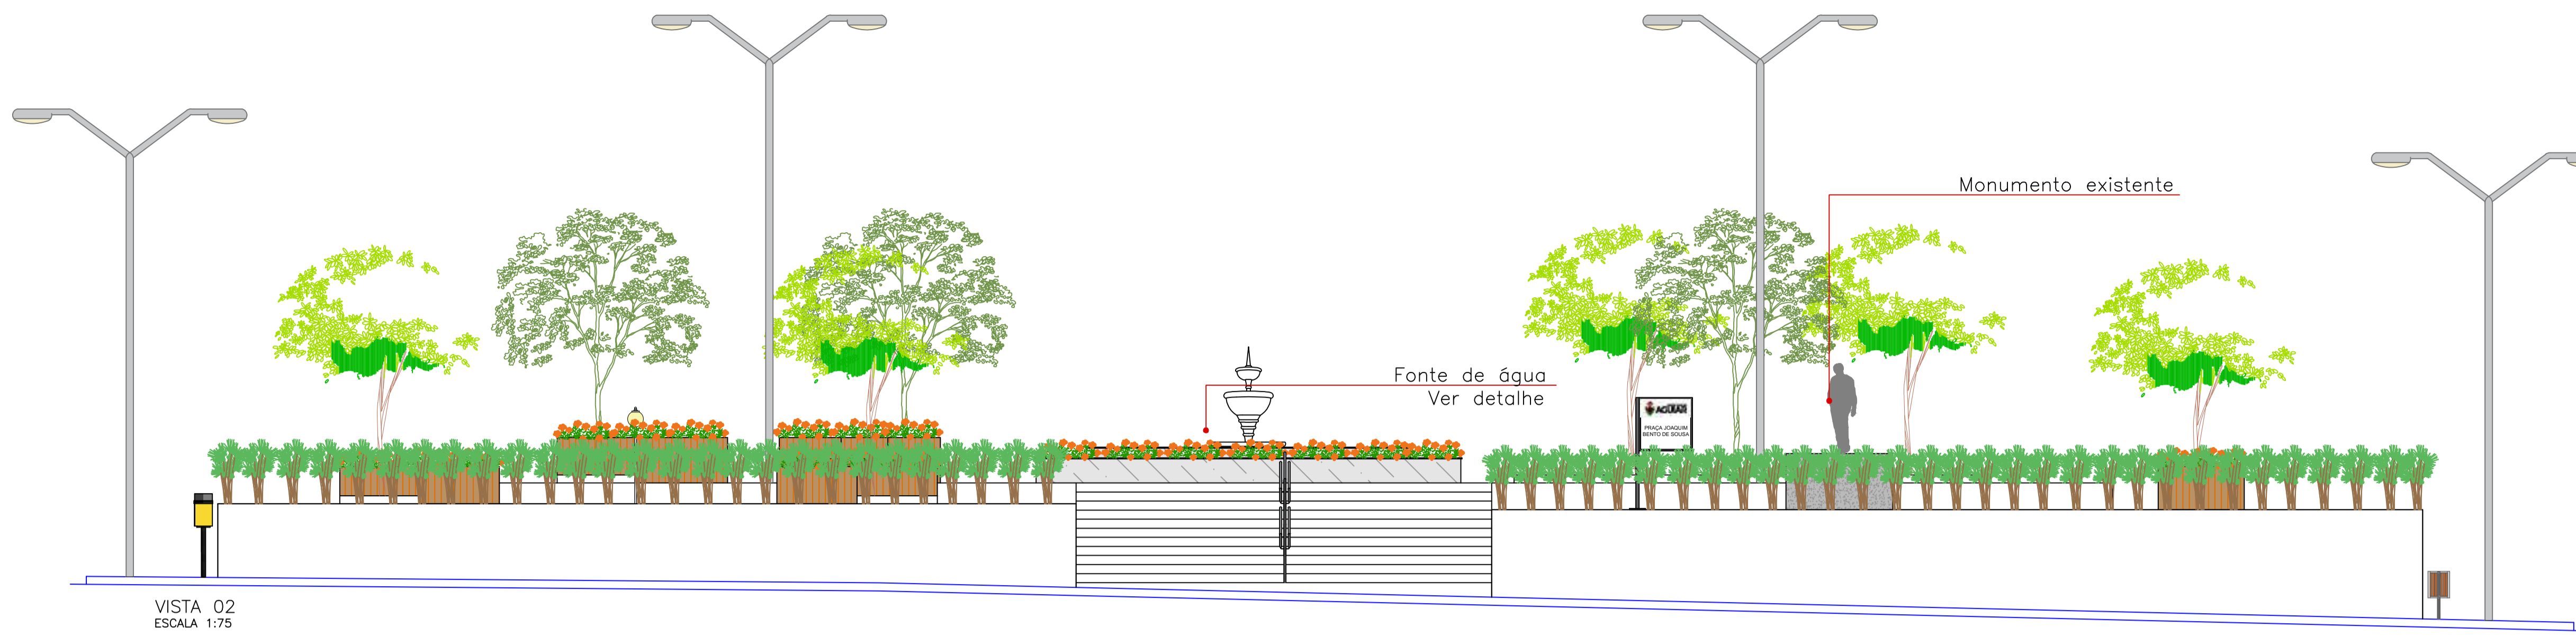 Monumento existente
Fonte de água
Ver detalhe
PRAÇA JOAQUIM
BENTO DE SOUSA
VISTA 02
ESCALA 1:75